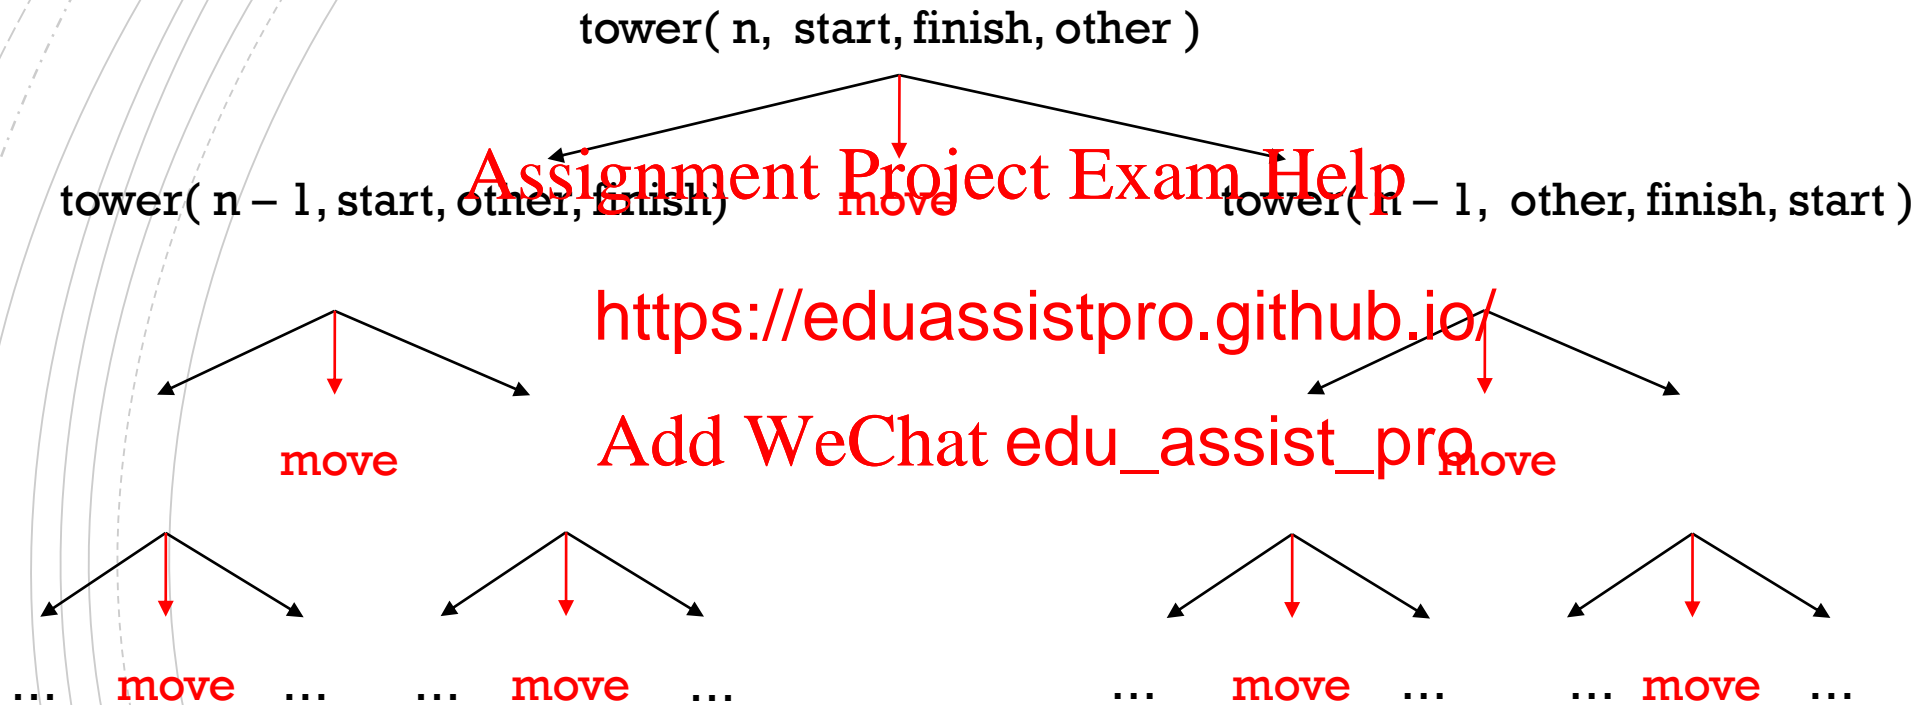 tower( n, start, finish, other )
Assignment Project Exam Help
tower( n – 1, start, other, finish) move tower( n – 1, other, finish, start )
https://eduassistpro.github.io/
Add WeChat edu_assist_pro
move move
... move ... ... move ... ... move ... ... move ...